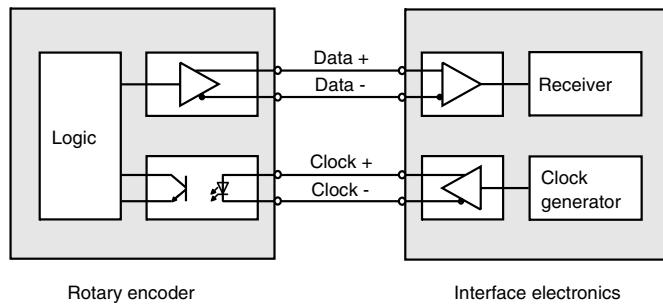 Data +
Data -
Receiver
Logic
Clock +
Clock -
Clock
generator
Rotary encoder
Interface electronics